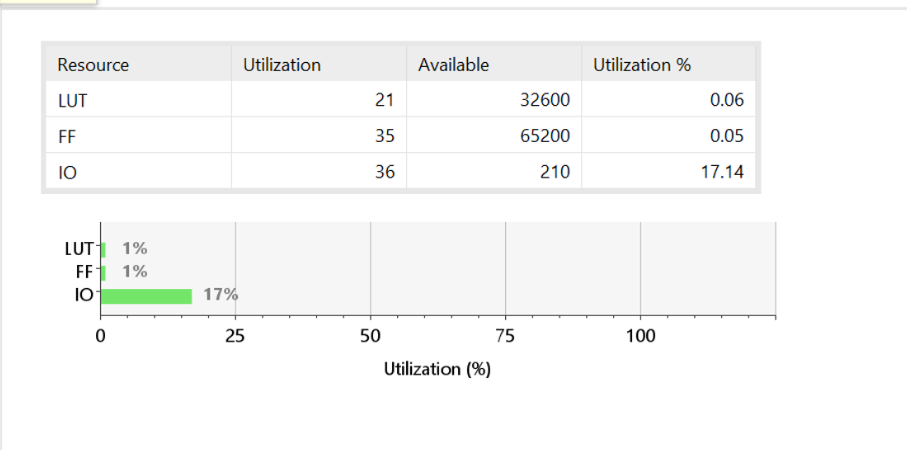 Resource Utilization Available Utilization %
LUT 21 32600 0.06
FF 35 65200 0.05
IO 36 210 17.14
LUT 1%
FF 1%
IO 17%
0 25 50 75 100
Utilization (%)